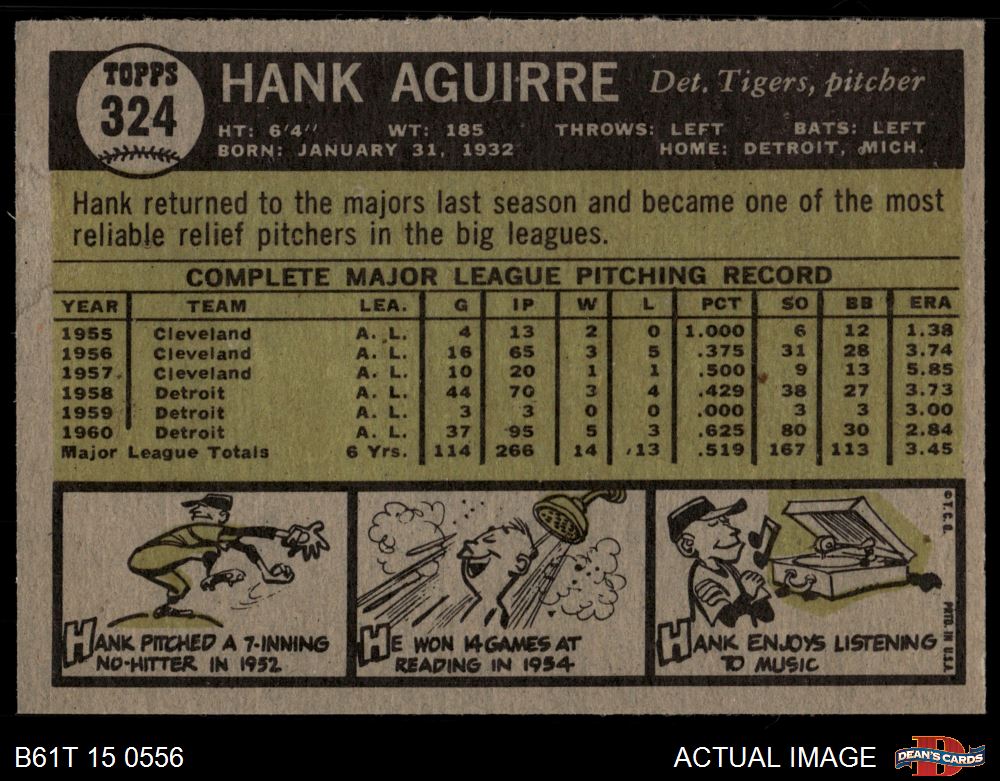 TOPPS
324
HANK AGUIRRE Det. Tigers, pitcher
HT: 6'4" WT: 185 THROWS: LEFT BATS: LEFT
BORN: JANUARY 31, 1932 HOME: DETROIT, MICH.
Hank returned to the majors last season and became one of the most
reliable relief pitchers in the big leagues.
COMPLETE MAJOR LEAGUE PITCHING RECORD
YEAR TEAM LEA. G IP W L PCT SO BB ERA
1955 Cleveland A. L. 4 13 2 0 1.000 6 12 1.38
1956 Cleveland A. L. 16 65 3 5 .375 31 28 3.74
1957 Cleveland A. L. 10 20 1 1 .500 9 13 5.85
1958 Detroit A. L. 44 70 3 4 .429 38 27 3.73
1959 Detroit A. L. 3 3 0 0 .000 3 3 3.00
1960 Detroit A. L. 37 95 5 3 .625 80 30 2.84
Major League Totals 6 Yrs. 114 266 14 13 .519 167 113 3.45
HANK PITCHED A 7-INNING
NO-HITTER IN 1952
HE WON 14 GAMES AT
READING IN 1954
HANK ENJOYS LISTENING
TO MUSIC
© T.C.G.
PRTD. IN U.S.A.
B61T 15 0556 ACTUAL IMAGE
DEAN'S CARDS